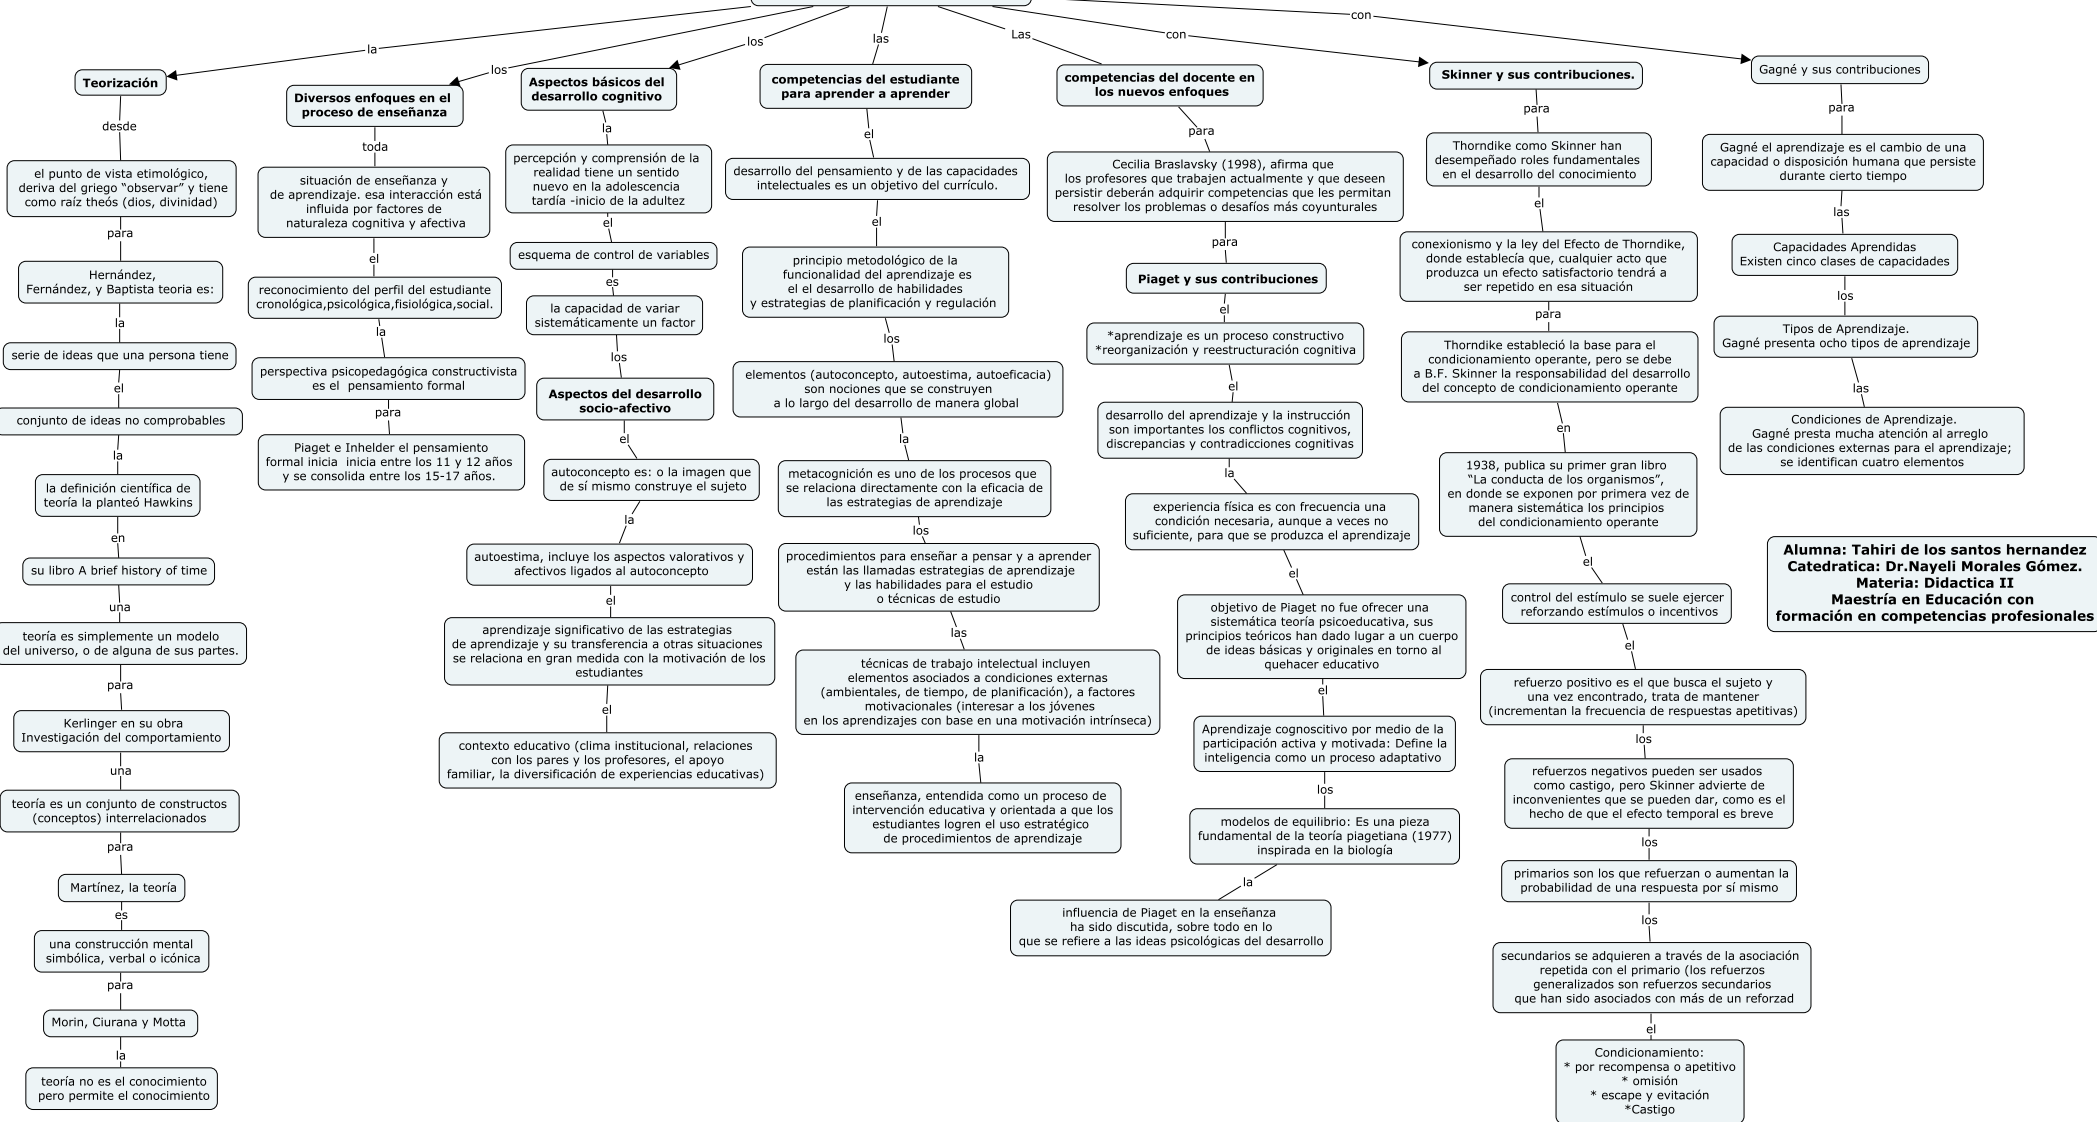 la
los
los
las
Las
con
con
Teorización
desde
el punto de vista etimológico,
deriva del griego “observar” y tiene
como raíz theós (dios, divinidad)
para
Hernández,
Fernández, y Baptista teoria es:
la
serie de ideas que una persona tiene
el
conjunto de ideas no comprobables
la
la definición científica de
teoría la planteó Hawkins
en
su libro A brief history of time
una
teoría es simplemente un modelo
del universo, o de alguna de sus partes.
para
Kerlinger en su obra
Investigación del comportamiento
una
teoría es un conjunto de constructos
(conceptos) interrelacionados
para
Martínez, la teoría
es
una construcción mental
simbólica, verbal o icónica
para
Morin, Ciurana y Motta
la
teoría no es el conocimiento
pero permite el conocimiento
Diversos enfoques en el
proceso de enseñanza
toda
situación de enseñanza y
de aprendizaje. esa interacción está
influida por factores de
naturaleza cognitiva y afectiva
el
reconocimiento del perfil del estudiante
cronológica,psicológica,fisiológica,social.
la
perspectiva psicopedagógica constructivista
es el pensamiento formal
para
Piaget e Inhelder el pensamiento
formal inicia inicia entre los 11 y 12 años
y se consolida entre los 15-17 años.
Aspectos básicos del
desarrollo cognitivo
la
percepción y comprensión de la
realidad tiene un sentido
nuevo en la adolescencia
tardía -inicio de la adultez
el
esquema de control de variables
es
la capacidad de variar
sistemáticamente un factor
los
Aspectos del desarrollo
socio-afectivo
el
autoconcepto es: o la imagen que
de sí mismo construye el sujeto
la
autoestima, incluye los aspectos valorativos y
afectivos ligados al autoconcepto
el
aprendizaje significativo de las estrategias
de aprendizaje y su transferencia a otras situaciones
se relaciona en gran medida con la motivación de los
estudiantes
el
contexto educativo (clima institucional, relaciones
con los pares y los profesores, el apoyo
familiar, la diversificación de experiencias educativas)
competencias del estudiante
para aprender a aprender
el
desarrollo del pensamiento y de las capacidades
intelectuales es un objetivo del currículo.
el
principio metodológico de la
funcionalidad del aprendizaje es
el el desarrollo de habilidades
y estrategias de planificación y regulación
los
elementos (autoconcepto, autoestima, autoeficacia)
son nociones que se construyen
a lo largo del desarrollo de manera global
la
metacognición es uno de los procesos que
se relaciona directamente con la eficacia de
las estrategias de aprendizaje
los
procedimientos para enseñar a pensar y a aprender
están las llamadas estrategias de aprendizaje
y las habilidades para el estudio
o técnicas de estudio
las
técnicas de trabajo intelectual incluyen
elementos asociados a condiciones externas
(ambientales, de tiempo, de planificación), a factores
motivacionales (interesar a los jóvenes
en los aprendizajes con base en una motivación intrínseca)
la
enseñanza, entendida como un proceso de
intervención educativa y orientada a que los
estudiantes logren el uso estratégico
de procedimientos de aprendizaje
competencias del docente en
los nuevos enfoques
para
Cecilia Braslavsky (1998), afirma que
los profesores que trabajen actualmente y que deseen
persistir deberán adquirir competencias que les permitan
resolver los problemas o desafíos más coyunturales
para
Piaget y sus contribuciones
el
*aprendizaje es un proceso constructivo
*reorganización y reestructuración cognitiva
el
desarrollo del aprendizaje y la instrucción
son importantes los conflictos cognitivos,
discrepancias y contradicciones cognitivas
la
experiencia física es con frecuencia una
condición necesaria, aunque a veces no
suficiente, para que se produzca el aprendizaje
el
objetivo de Piaget no fue ofrecer una
sistemática teoría psicoeducativa, sus
principios teóricos han dado lugar a un cuerpo
de ideas básicas y originales en torno al
quehacer educativo
el
Aprendizaje cognoscitivo por medio de la
participación activa y motivada: Define la
inteligencia como un proceso adaptativo
los
modelos de equilibrio: Es una pieza
fundamental de la teoría piagetiana (1977)
inspirada en la biología
la
influencia de Piaget en la enseñanza
ha sido discutida, sobre todo en lo
que se refiere a las ideas psicológicas del desarrollo
Skinner y sus contribuciones.
para
Thorndike como Skinner han
desempeñado roles fundamentales
en el desarrollo del conocimiento
el
conexionismo y la ley del Efecto de Thorndike,
donde establecía que, cualquier acto que
produzca un efecto satisfactorio tendrá a
ser repetido en esa situación
para
Thorndike estableció la base para el
condicionamiento operante, pero se debe
a B.F. Skinner la responsabilidad del desarrollo
del concepto de condicionamiento operante
en
1938, publica su primer gran libro
“La conducta de los organismos”,
en donde se exponen por primera vez de
manera sistemática los principios
del condicionamiento operante
el
control del estímulo se suele ejercer
reforzando estímulos o incentivos
el
refuerzo positivo es el que busca el sujeto y
una vez encontrado, trata de mantener
(incrementan la frecuencia de respuestas apetitivas)
los
refuerzos negativos pueden ser usados
como castigo, pero Skinner advierte de
inconvenientes que se pueden dar, como es el
hecho de que el efecto temporal es breve
los
primarios son los que refuerzan o aumentan la
probabilidad de una respuesta por sí mismo
los
secundarios se adquieren a través de la asociación
repetida con el primario (los refuerzos
generalizados son refuerzos secundarios
que han sido asociados con más de un reforzad
el
Condicionamiento:
* por recompensa o apetitivo
* omisión
* escape y evitación
*Castigo
Gagné y sus contribuciones
para
Gagné el aprendizaje es el cambio de una
capacidad o disposición humana que persiste
durante cierto tiempo
las
Capacidades Aprendidas
Existen cinco clases de capacidades
los
Tipos de Aprendizaje.
Gagné presenta ocho tipos de aprendizaje
las
Condiciones de Aprendizaje.
Gagné presta mucha atención al arreglo
de las condiciones externas para el aprendizaje;
se identifican cuatro elementos
Alumna: Tahiri de los santos hernandez
Catedratica: Dr.Nayeli Morales Gómez.
Materia: Didactica II
Maestría en Educación con
formación en competencias profesionales